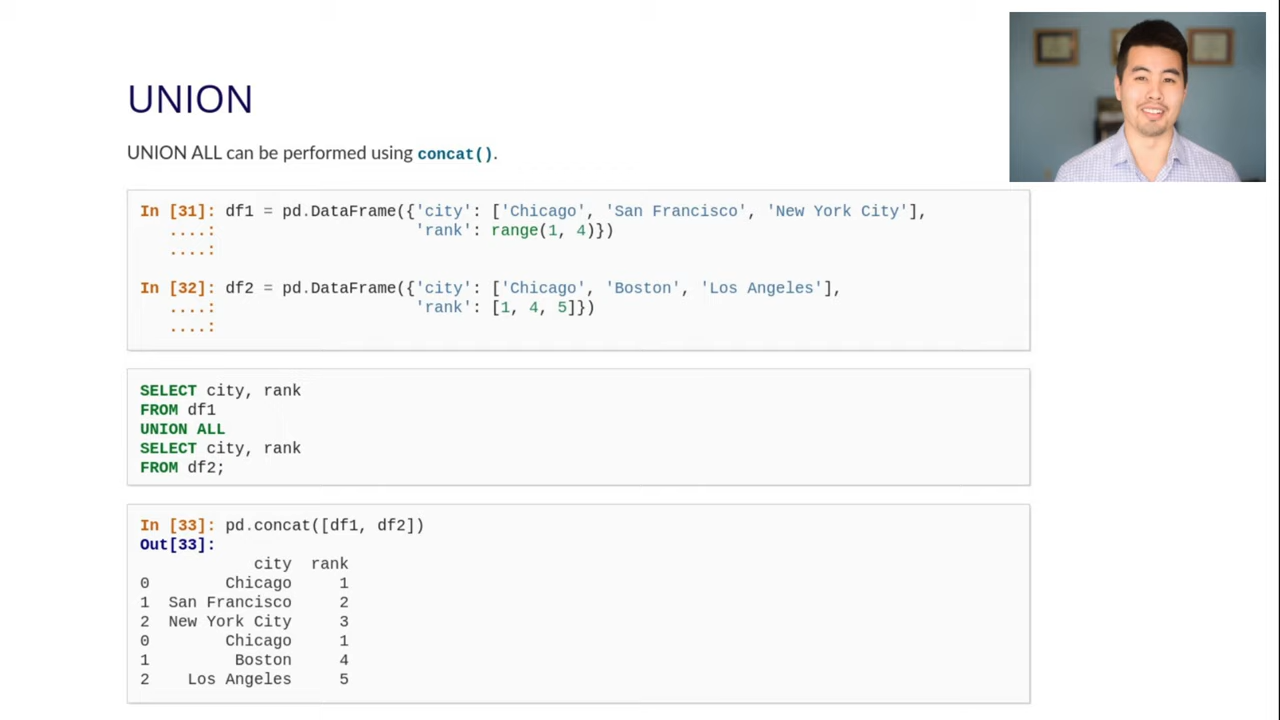 UNION
UNION ALL can be performed using concat().
In [31]: df1 = pd.DataFrame({'city': ['Chicago', 'San Francisco', 'New York City'],
   ....:                     'rank': range(1, 4)})
   ....:
In [32]: df2 = pd.DataFrame({'city': ['Chicago', 'Boston', 'Los Angeles'],
   ....:                     'rank': [1, 4, 5]})
   ....:
SELECT city, rank
FROM df1
UNION ALL
SELECT city, rank
FROM df2;
In [33]: pd.concat([df1, df2])
Out[33]:
            city  rank
0        Chicago     1
1  San Francisco     2
2  New York City     3
0        Chicago     1
1         Boston     4
2    Los Angeles     5